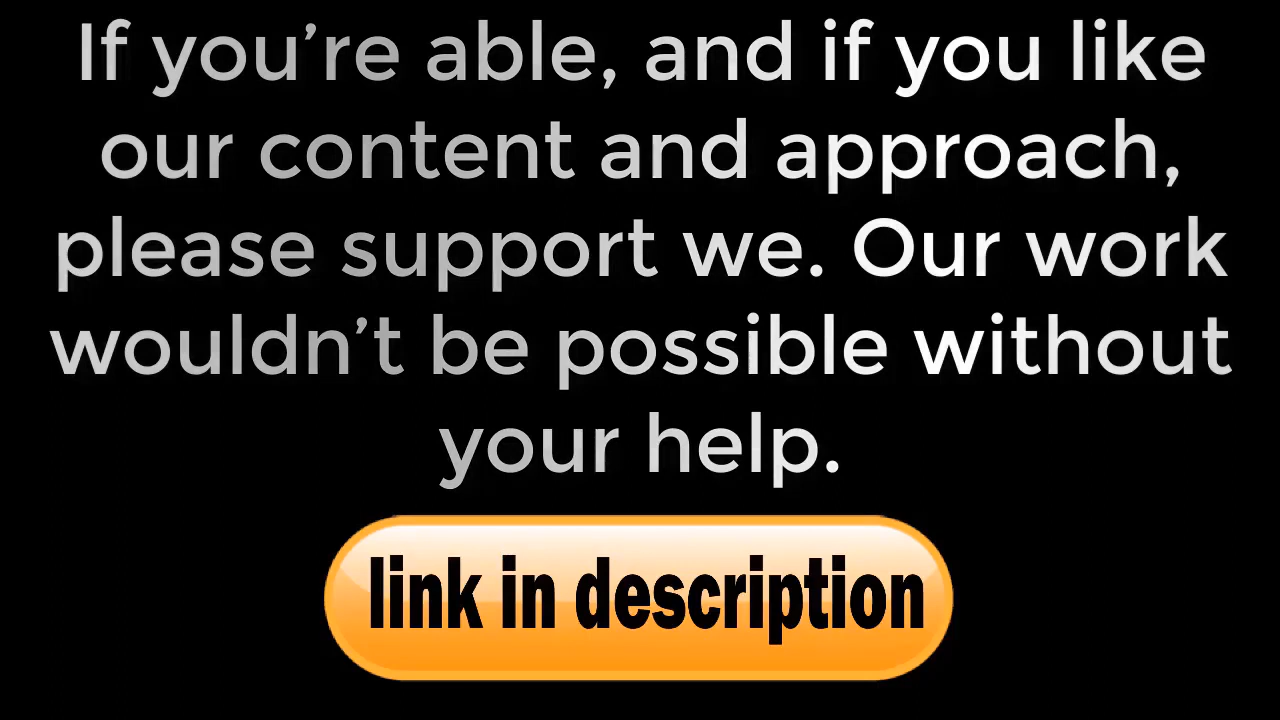 If you’re able, and if you like
our content and approach,
please support we. Our work
wouldn’t be possible without
your help.
link in description